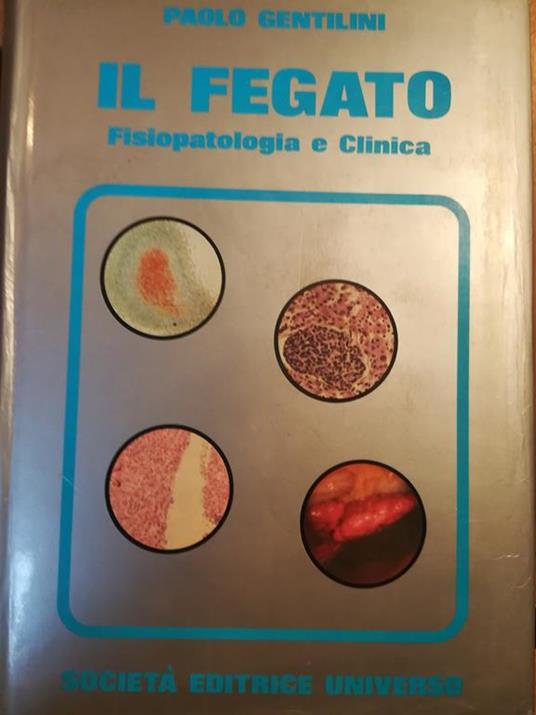 PAOLO GENTILINI
IL FEGATO
Fisiopatologia e Clinica
SOCIETÀ EDITRICE UNIVERSO